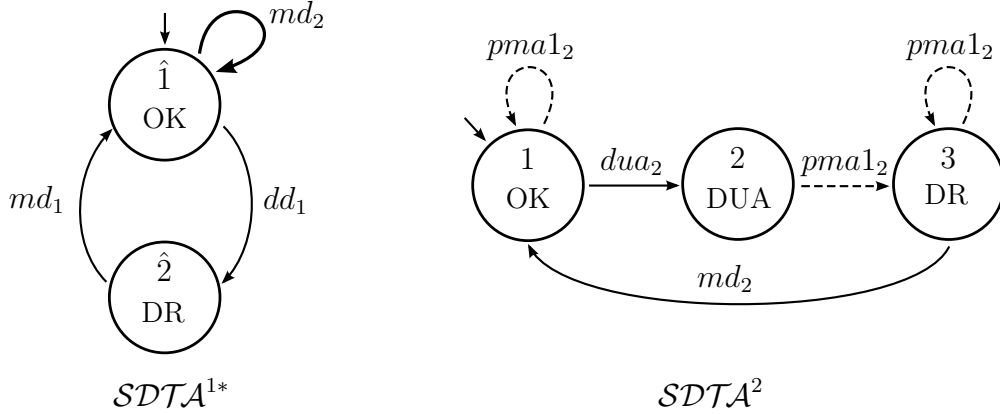 md₂
1̂
OK
md₁
dd₁
2̂
DR
SDTA¹*
pma1₂
pma1₂
1
OK
dua₂
2
DUA
pma1₂
3
DR
md₂
SDTA²